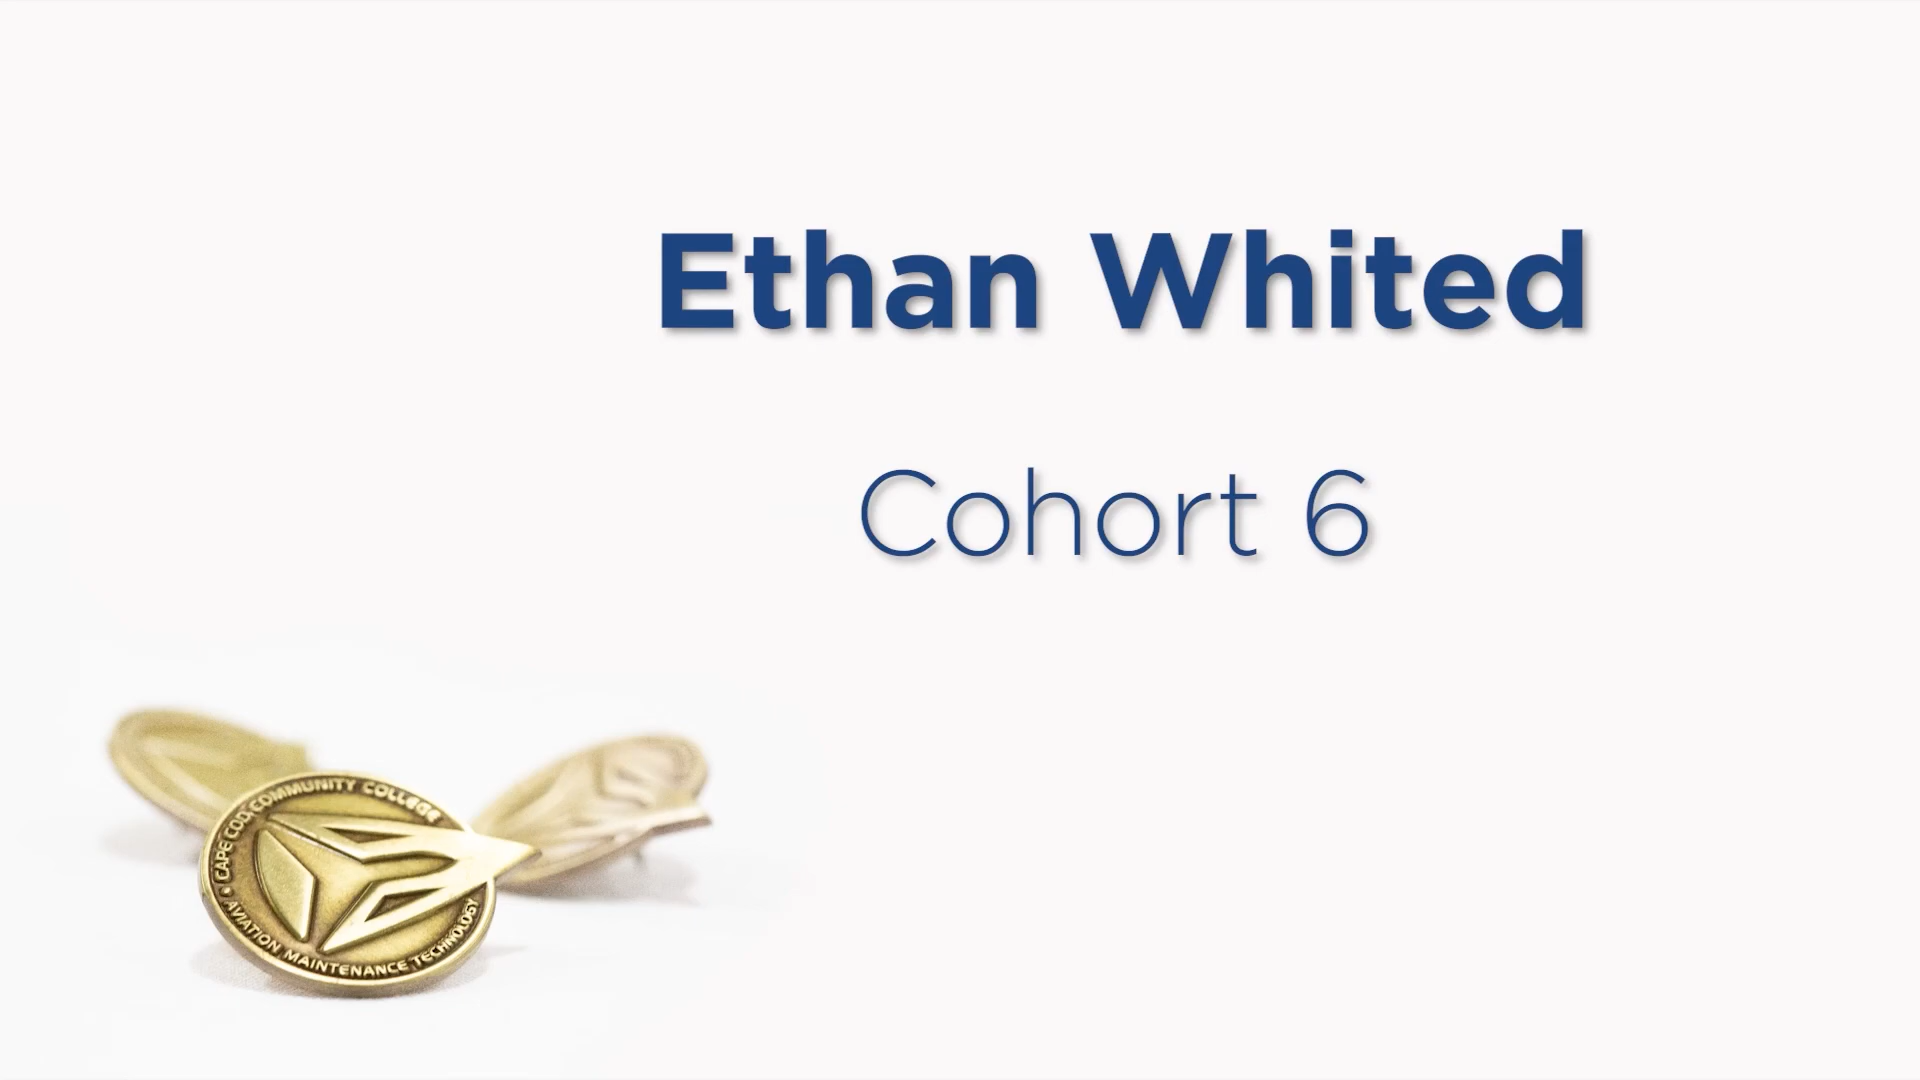 Ethan Whited
Cohort 6
• CAPE COD COMMUNITY COLLEGE
AVIATION MAINTENANCE TECHNOLOGY